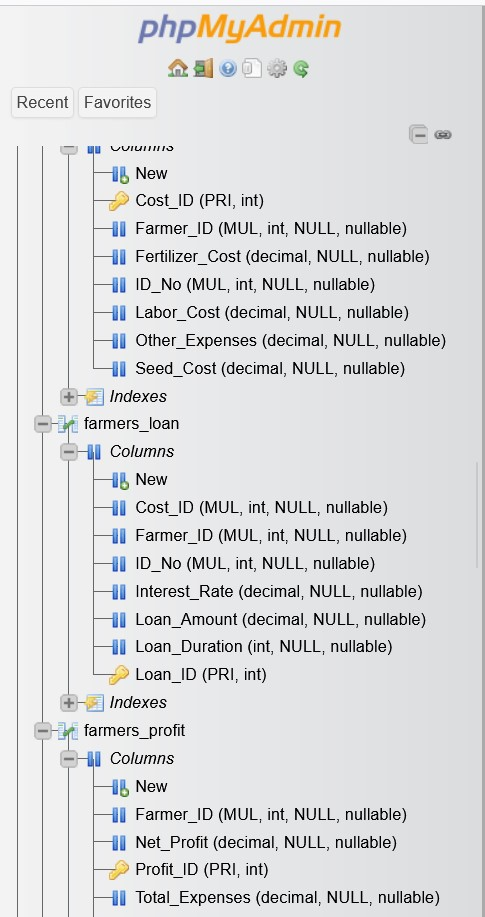 phpMyAdmin
Recent Favorites
Columns
New
Cost_ID (PRI, int)
Farmer_ID (MUL, int, NULL, nullable)
Fertilizer_Cost (decimal, NULL, nullable)
ID_No (MUL, int, NULL, nullable)
Labor_Cost (decimal, NULL, nullable)
Other_Expenses (decimal, NULL, nullable)
Seed_Cost (decimal, NULL, nullable)
Indexes
farmers_loan
Columns
New
Cost_ID (MUL, int, NULL, nullable)
Farmer_ID (MUL, int, NULL, nullable)
ID_No (MUL, int, NULL, nullable)
Interest_Rate (decimal, NULL, nullable)
Loan_Amount (decimal, NULL, nullable)
Loan_Duration (int, NULL, nullable)
Loan_ID (PRI, int)
Indexes
farmers_profit
Columns
New
Farmer_ID (MUL, int, NULL, nullable)
Net_Profit (decimal, NULL, nullable)
Profit_ID (PRI, int)
Total_Expenses (decimal, NULL, nullable)